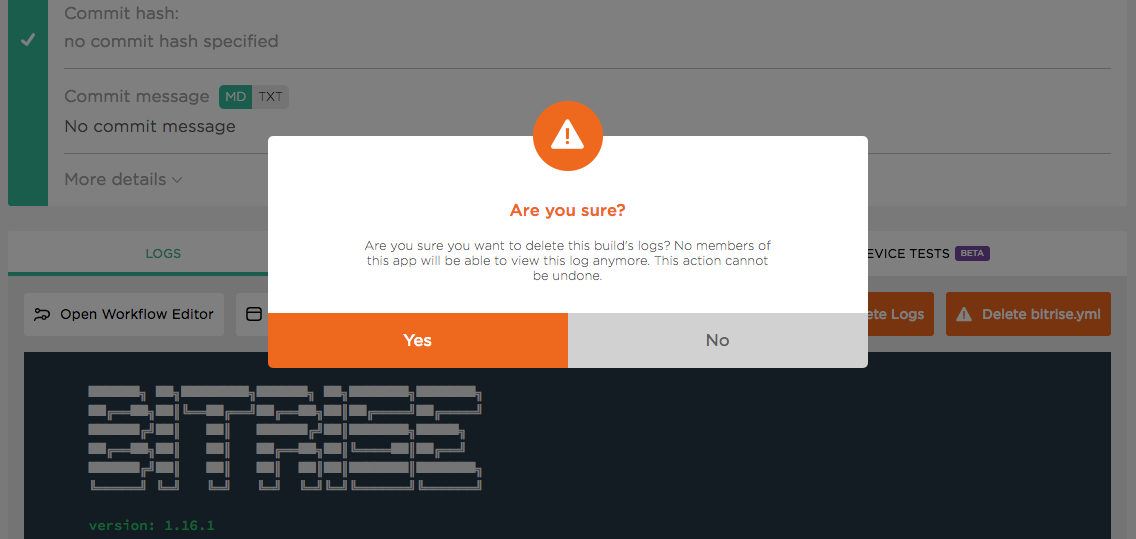 Commit hash:
no commit hash specified
Commit message MD TXT
No commit message
More details
Are you sure?
Are you sure you want to delete this build's logs? No members of
this app will be able to view this log anymore. This action cannot
be undone.
Yes No
LOGS TESTS BETA
Open Workflow Editor Logs Delete bitrise.yml
BITRISE
version: 1.16.1